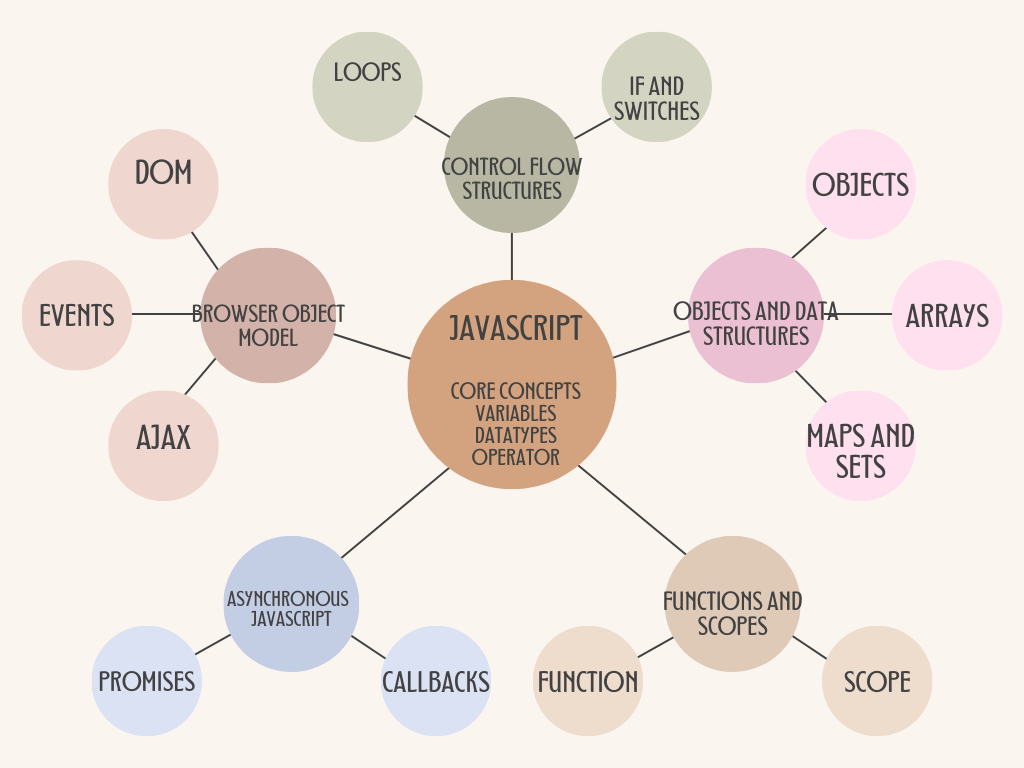 LOOPS
IF AND
SWITCHES
CONTROL FLOW
STRUCTURES
DOM
EVENTS
BROWSER OBJECT
MODEL
AJAX
JAVASCRIPT
CORE CONCEPTS
VARIABLES
DATATYPES
OPERATOR
OBJECTS
OBJECTS AND DATA
STRUCTURES
ARRAYS
MAPS AND
SETS
ASYNCHRONOUS
JAVASCRIPT
PROMISES
CALLBACKS
FUNCTIONS AND
SCOPES
FUNCTION
SCOPE